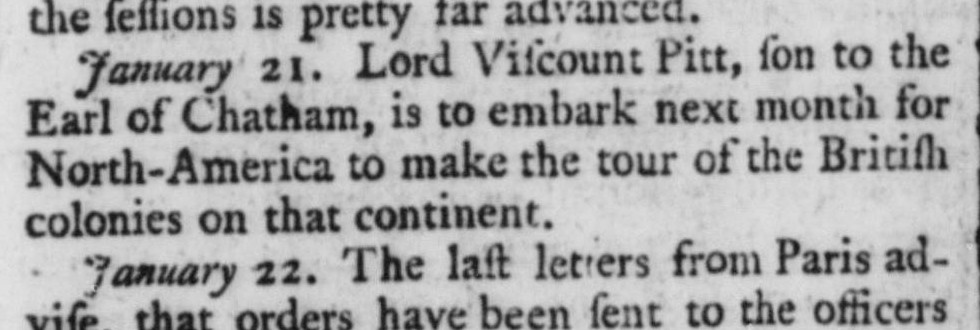 the ſeſſions is pretty far advanced.
January 21. Lord Viſcount Pitt, ſon to the
Earl of Chatham, is to embark next month for
North-America to make the tour of the Britiſh
colonies on that continent.
January 22. The laſt letters from Paris ad-
viſe, that orders have been ſent to the officers